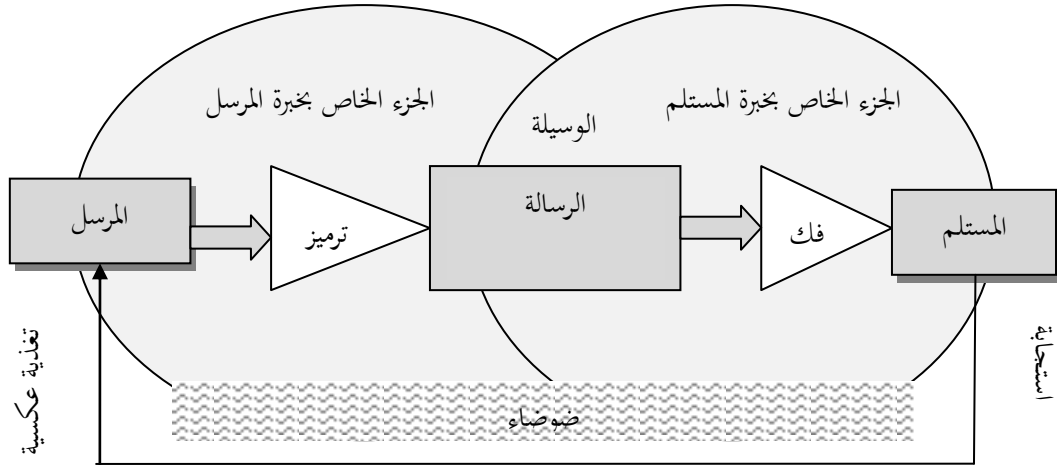 الجزء الخاص بخبرة المستلم
الجزء الخاص بخبرة المرسل
الوسيلة
المستلم
فك
الرسالة
ترميز
المرسل
استجابة
تغذية عكسية
ضوضاء